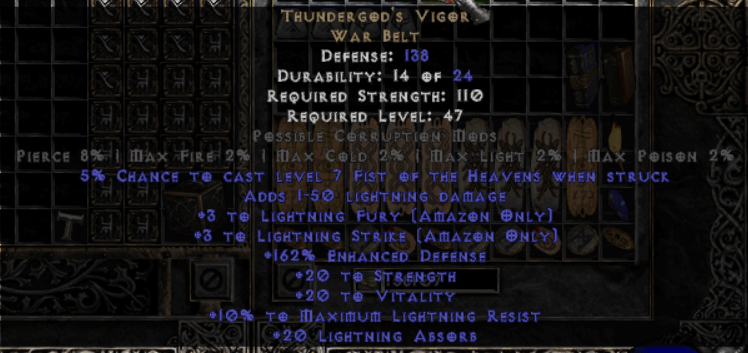 Thundergod's Vigor
War Belt
Defense: 138
Durability: 14 of 24
Required Strength: 110
Required Level: 47
Possible Corruption Mods
Pierce 8% | Max Fire 2% | Max Cold 2% | Max Light 2% | Max Poison 2%
5% Chance to cast level 7 Fist of the Heavens when struck
Adds 1-50 lightning damage
+3 to Lightning Fury (Amazon Only)
+3 to Lightning Strike (Amazon Only)
+162% Enhanced Defense
+20 to Strength
+20 to Vitality
+10% to Maximum Lightning Resist
+20 Lightning Absorb